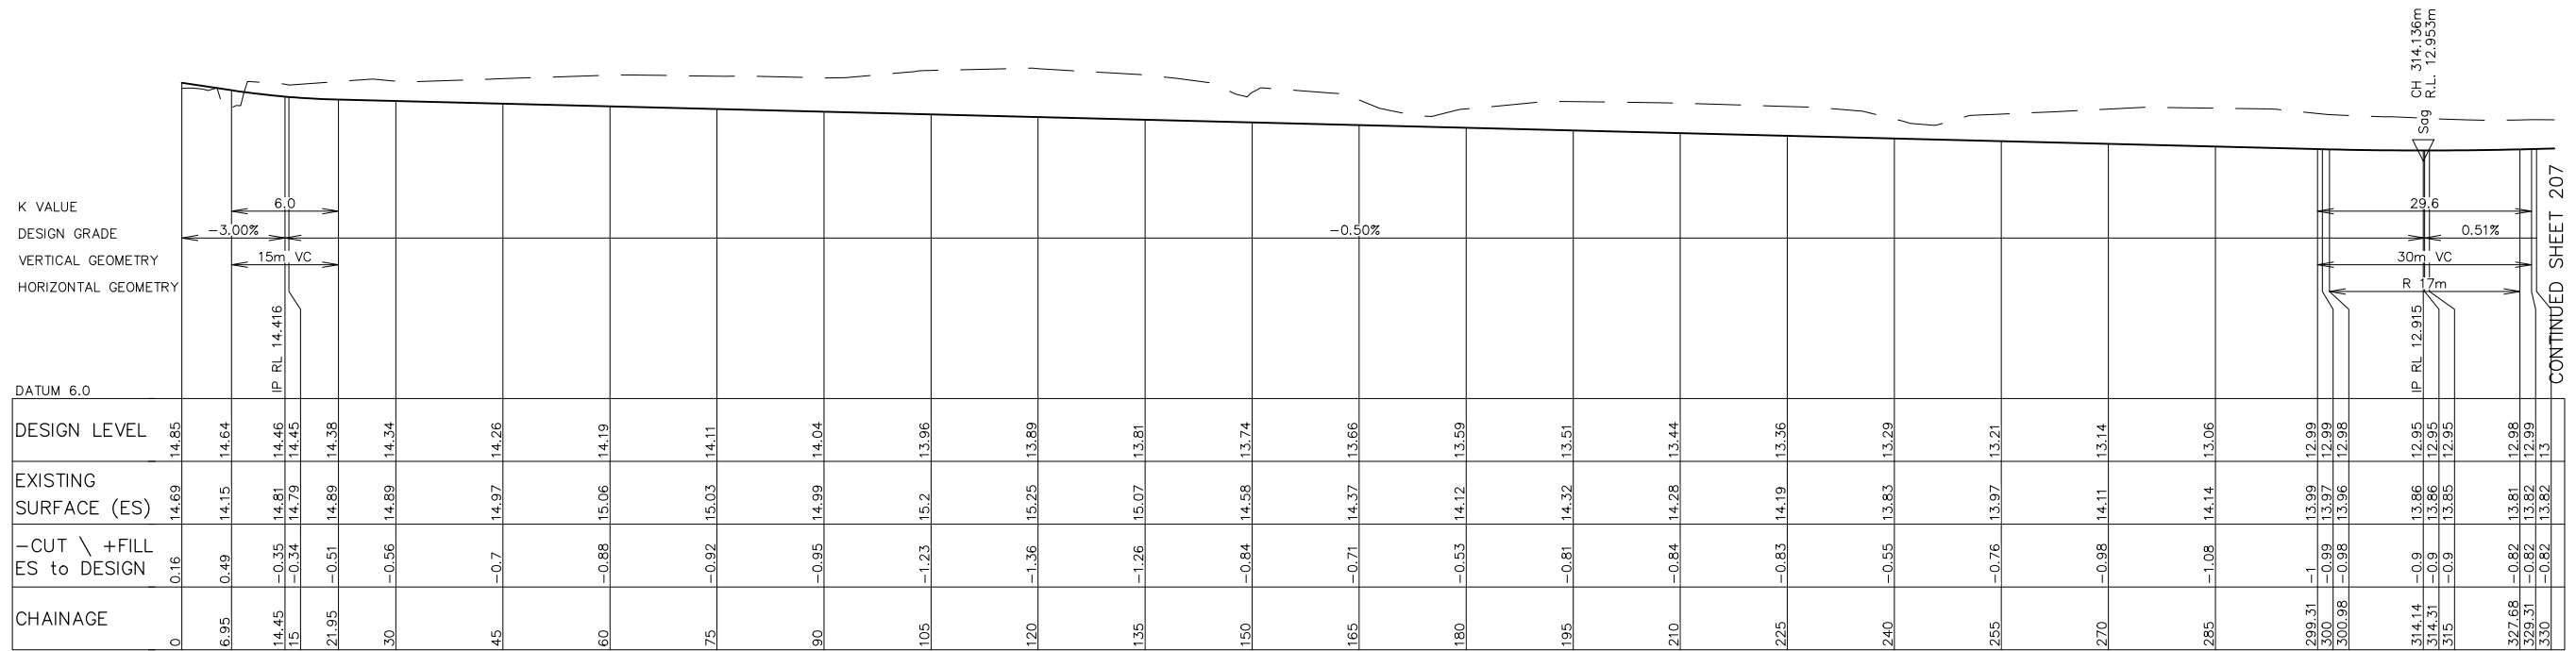 Sag CH 314.136m
R.L. 12.953m
K VALUE 6.0 29.6
DESIGN GRADE -3.00% -0.50% 0.51%
VERTICAL GEOMETRY 15m VC 30m VC
HORIZONTAL GEOMETRY R 17m
IP RL 14.416 IP RL 12.915
CONTINUED SHEET 207
DATUM 6.0
DESIGN LEVEL 14.85 14.64 14.46 14.45 14.38 14.34 14.26 14.19 14.11 14.04 13.96 13.89 13.81 13.74 13.66 13.59 13.51 13.44 13.36 13.29 13.21 13.14 13.06 12.99 12.99 12.98 12.95 12.95 12.95 12.98 12.99 13
EXISTING
SURFACE (ES) 14.69 14.15 14.81 14.79 14.89 14.89 14.97 15.06 15.03 14.99 15.2 15.25 15.07 14.58 14.37 14.12 14.32 14.28 14.19 13.83 13.97 14.11 14.14 13.99 13.97 13.96 13.86 13.86 13.85 13.81 13.82 13.82
-CUT \ +FILL
ES to DESIGN 0.16 0.49 -0.35 -0.34 -0.51 -0.56 -0.7 -0.88 -0.92 -0.95 -1.23 -1.36 -1.26 -0.84 -0.71 -0.53 -0.81 -0.84 -0.83 -0.55 -0.76 -0.98 -1.08 -1 -0.99 -0.98 -0.9 -0.9 -0.9 -0.82 -0.82 -0.82
CHAINAGE 0 6.95 14.45 15 21.95 30 45 60 75 90 105 120 135 150 165 180 195 210 225 240 255 270 285 299.31 300 300.98 314.14 314.31 315 327.68 329.31 330